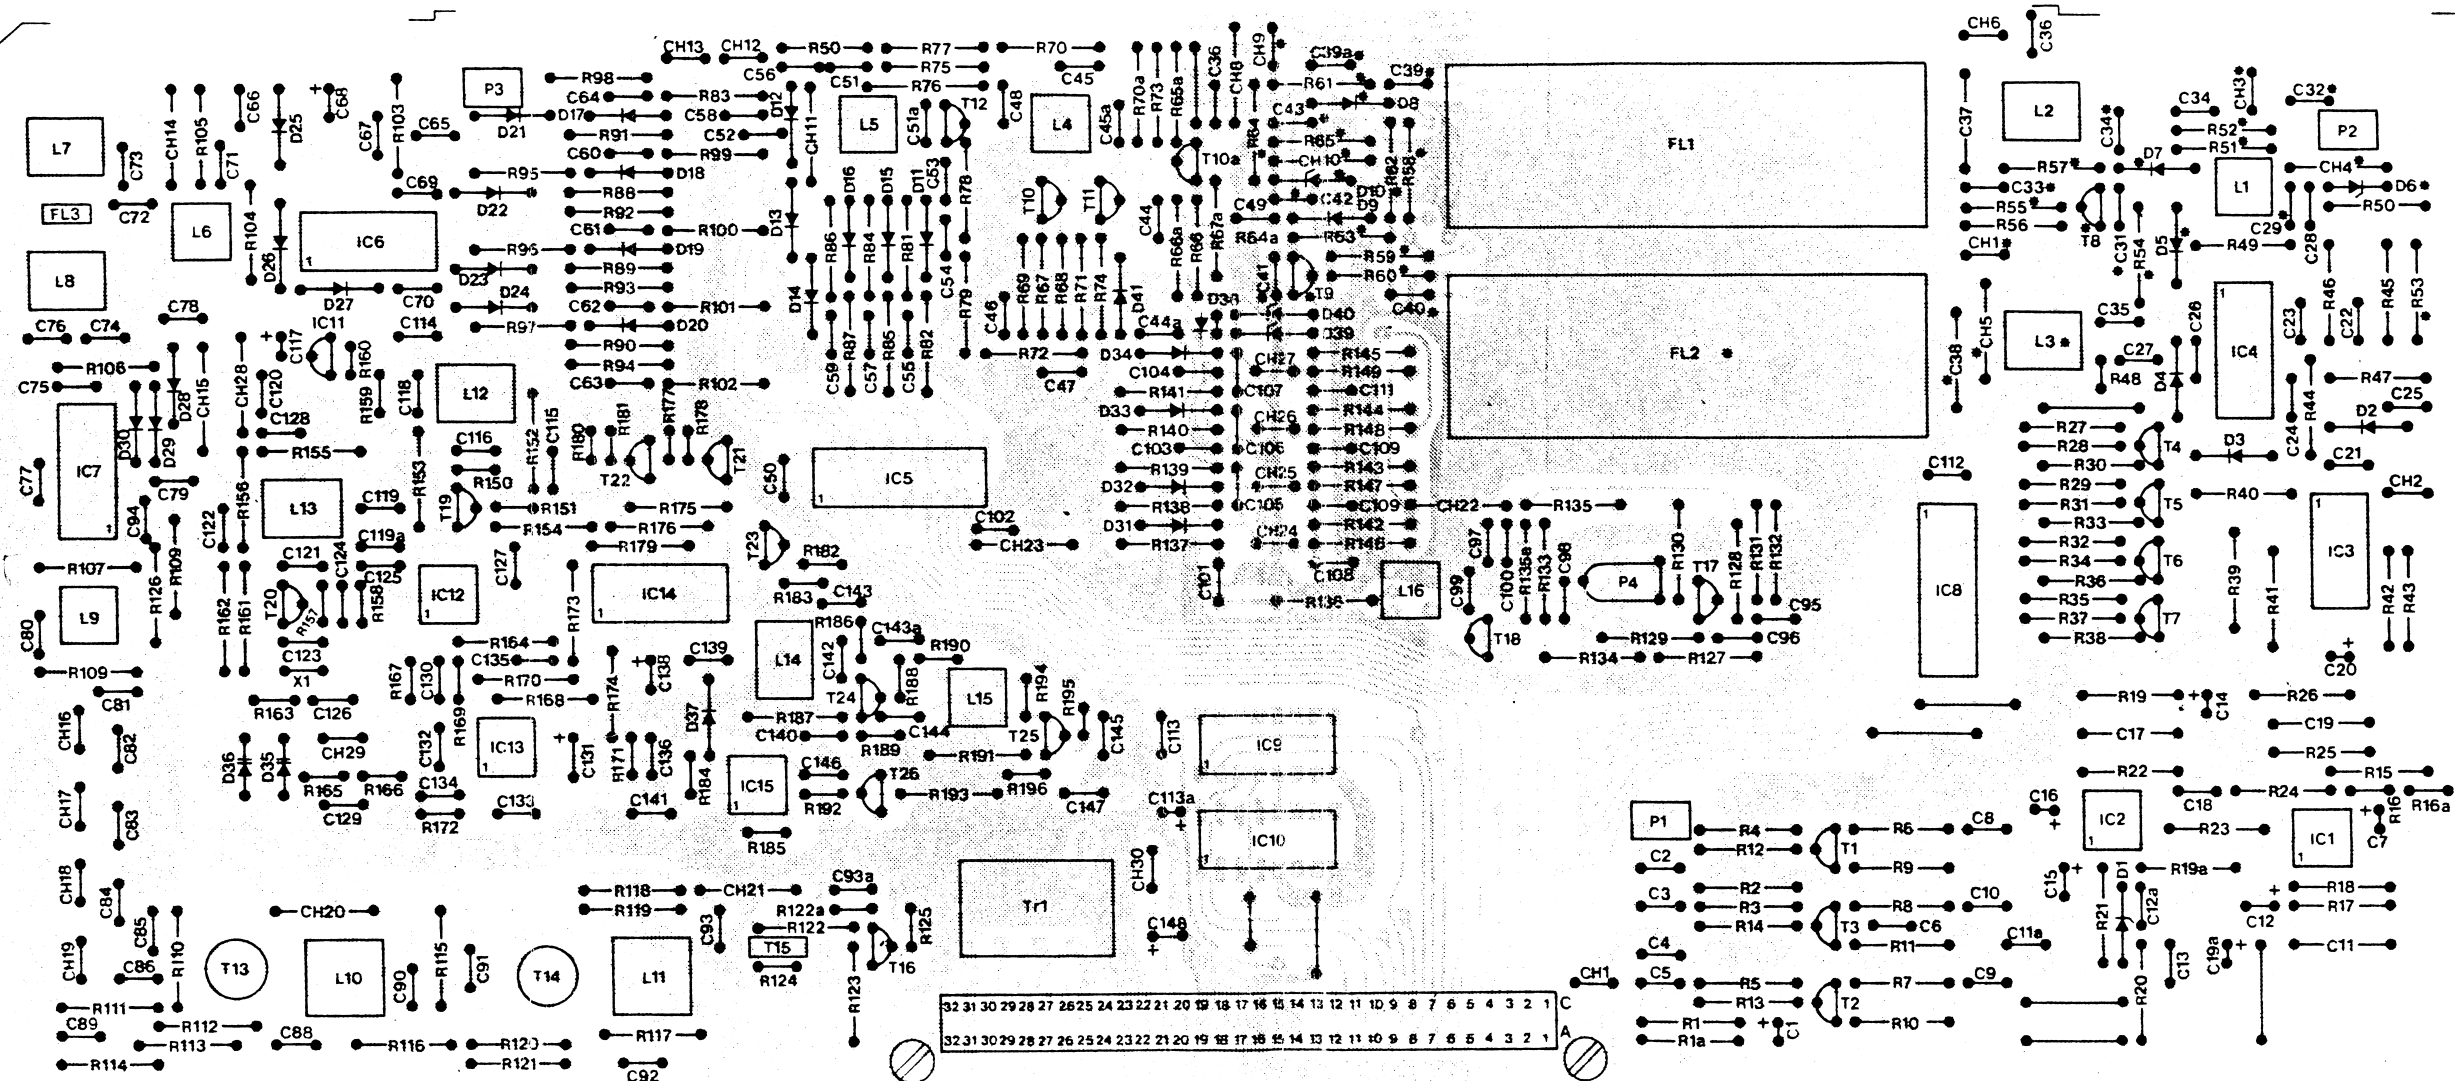 CH13 CH12 R50 R77 R70 C36 CH8 CH9 * C39a* CH6 C36
P3 R98 C56 C51 R75 C45 R61 C39* CH3* C32*
C66 C68 + C67 R103 C64 R83 D12 R76 T12 C48 R70a R73 R65a C43 * D8 C37 L2 C34* C34 P2
CH14 R105 D25 D21 D17 C58 CH11 L5 C51a L4 C45a R65* FL1 R52*
L7 C73 C71 C65 R91 C52 R51*
C60 R99 T10a R64 CH10* R62 R58* R57* D7 CH4*
R95 D18 D16 D15 D11 C53 L1
C69 R88 R78 T10 T11 * C42 D10 C33* D6*
FL3 C72 L6 R104 D22 R92 D13 C44 C49 D9 R55* T8 R50
D26 IC6 C61 R100 R86 R84 R81 R66a R66 R67a R64a R63* R56 C31 R54 D5 C29 C28
1 R96 D19 C54 R59* CH1* R49
L8 D23 R89 R69 R67 R68 R71 R74 D41 C41 R60*
D27 C70 D24 R93 D14 R79 C46 T9 C40* FL2 * CH5 R46 R45 R53
C78 C62 R101 D40 C35 C26 1 C23 C22
C76 C74 C117 + IC11 C114 R97 D20 R87 R85 R82 C44a D39 C38 L3* IC4
R106 CH28 R160 R90 R72 D34 CH27 R145 C27
C75 D28 CH15 C120 R159 C118 L12 R94 C59 C57 C55 C47 C104 R149 R48 D4 R47
C63 R102 R141 C107 C111 R44 C25
D30 D29 C128 R152 C115 R180 R181 R177 R178 D33 CH26 R144 R27 T4 D2
IC7 R155 R153 C116 R140 R148 R28 D3 C24
C77 1 R150 T22 T21 C50 IC5 C103 C106 C109 R30 C21
C79 R156 L13 C119 T19 1 R139 CH25 R143 C112 R29 R40 CH2
C94 D32 R147 R31 T5
C122 R151 R175 R138 C105 C109 CH22 R135 R33
R109 C119a R154 R176 T23 C102 D31 CH24 R142
R107 R126 C121 C124 C127 R179 R182 CH23 R137 R146 C97 C100 R135a R133 C98 R130 T17 R128 R131 R132 R32 IC3
C125 C108 R34 T6
L9 R162 R161 T20 R157 R158 IC12 R173 IC14 1 R183 C143 C101 R136 L16 C99 P4 IC8 R36 R39 R41 R42 R43
C80 R186 C143a C95 R35
C123 R164 L14 C142 R190 T18 R129 C96 R37 T7
R109 X1 R167 C130 C135 C138 + C139 R188 R134 R127 R38 C20 +
C81 R163 C126 R170 R174 T24 L15 R194 R195
CH16 R169 R168 D37 R187 C144 C145 C113 R19 + C14 R26
C82 D36 D35 CH29 C132 IC13 + C131 R171 C136 C140 R189 R191 T25 IC9 1 C17 C19
R165 R166 C134 R184 IC15 C146 T26 R196 R22 R25
CH17 C129 1 R15
C83 R172 C133 C141 R192 R193 C147 C113a + P1 C16 + C18 R24 R16 R16a
R185 IC10 1 R4 R6 C8 IC2 1 R23 IC1 1 + C7
CH18 R12 T1
C84 R118 CH21 C93a CH30 C2 R9 C15 + D1 R19a
C85 CH20 R119 R122a R125 Tr1 R2 R18
CH19 R110 R115 C93 R122 C148 + C3 R3 R8 C10 R21 C12a C12 + R17
T13 L10 C91 T14 L11 T15 T16 R14 T3 C6
C86 C90 R124 C4 R11 C11a R20 C13 C19a + C11
R111 R123 CH1 C5 R5 R7 C9
32 31 30 29 28 27 26 25 24 23 22 21 20 19 18 17 16 15 14 13 12 11 10 9 8 7 6 5 4 3 2 1 C
C89 R112 R13 T2
R113 C88 R116 R120 R117 R1 + C1 R10
32 31 30 29 28 27 26 25 24 23 22 21 20 19 18 17 16 15 14 13 12 11 10 9 8 7 6 5 4 3 2 1 A
R114 R121 C92 R1a